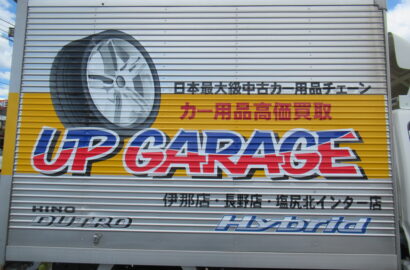 日本最大級中古カー用品チェーン
カー用品高価買取
UP GARAGE
伊那店・長野店・塩尻北インター店
HINO
DUTRO
Hybrid